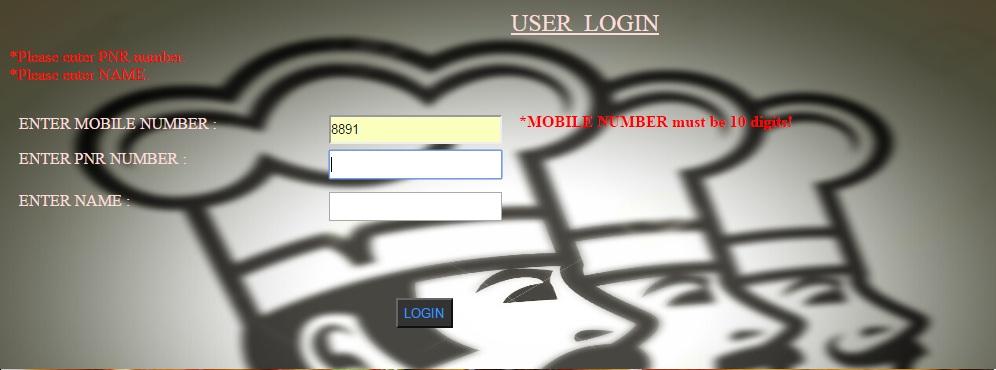 USER LOGIN
*Please enter PNR number.
*Please enter NAME.
ENTER MOBILE NUMBER : 8891 *MOBILE NUMBER must be 10 digits!
ENTER PNR NUMBER :
ENTER NAME :
LOGIN